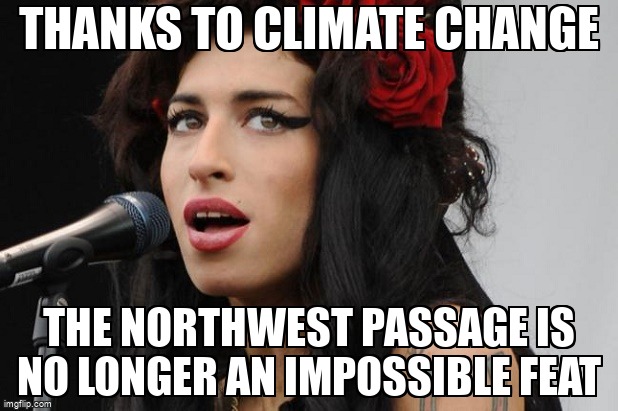 THANKS TO CLIMATE CHANGE
THE NORTHWEST PASSAGE IS
NO LONGER AN IMPOSSIBLE FEAT
imgflip.com